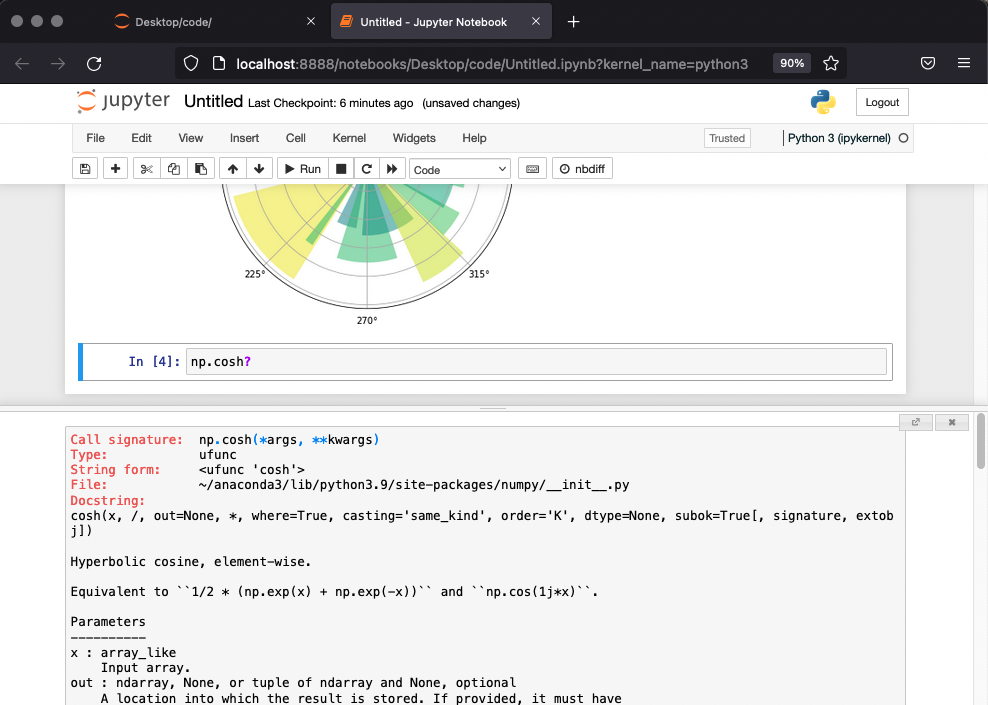 Desktop/code/
Untitled - Jupyter Notebook
localhost:8888/notebooks/Desktop/code/Untitled.ipynb?kernel_name=python3
90%
jupyter Untitled Last Checkpoint: 6 minutes ago (unsaved changes)
Logout
File Edit View Insert Cell Kernel Widgets Help
Trusted
Python 3 (ipykernel)
Run
Code
nbdiff
225°
315°
270°
In [4]: np.cosh?
Call signature: np.cosh(*args, **kwargs)
Type: ufunc
String form: <ufunc 'cosh'>
File: ~/anaconda3/lib/python3.9/site-packages/numpy/__init__.py
Docstring:
cosh(x, /, out=None, *, where=True, casting='same_kind', order='K', dtype=None, subok=True[, signature, extob
j])
Hyperbolic cosine, element-wise.
Equivalent to ``1/2 * (np.exp(x) + np.exp(-x))`` and ``np.cos(1j*x)``.
Parameters
----------
x : array_like
Input array.
out : ndarray, None, or tuple of ndarray and None, optional
A location into which the result is stored. If provided, it must have